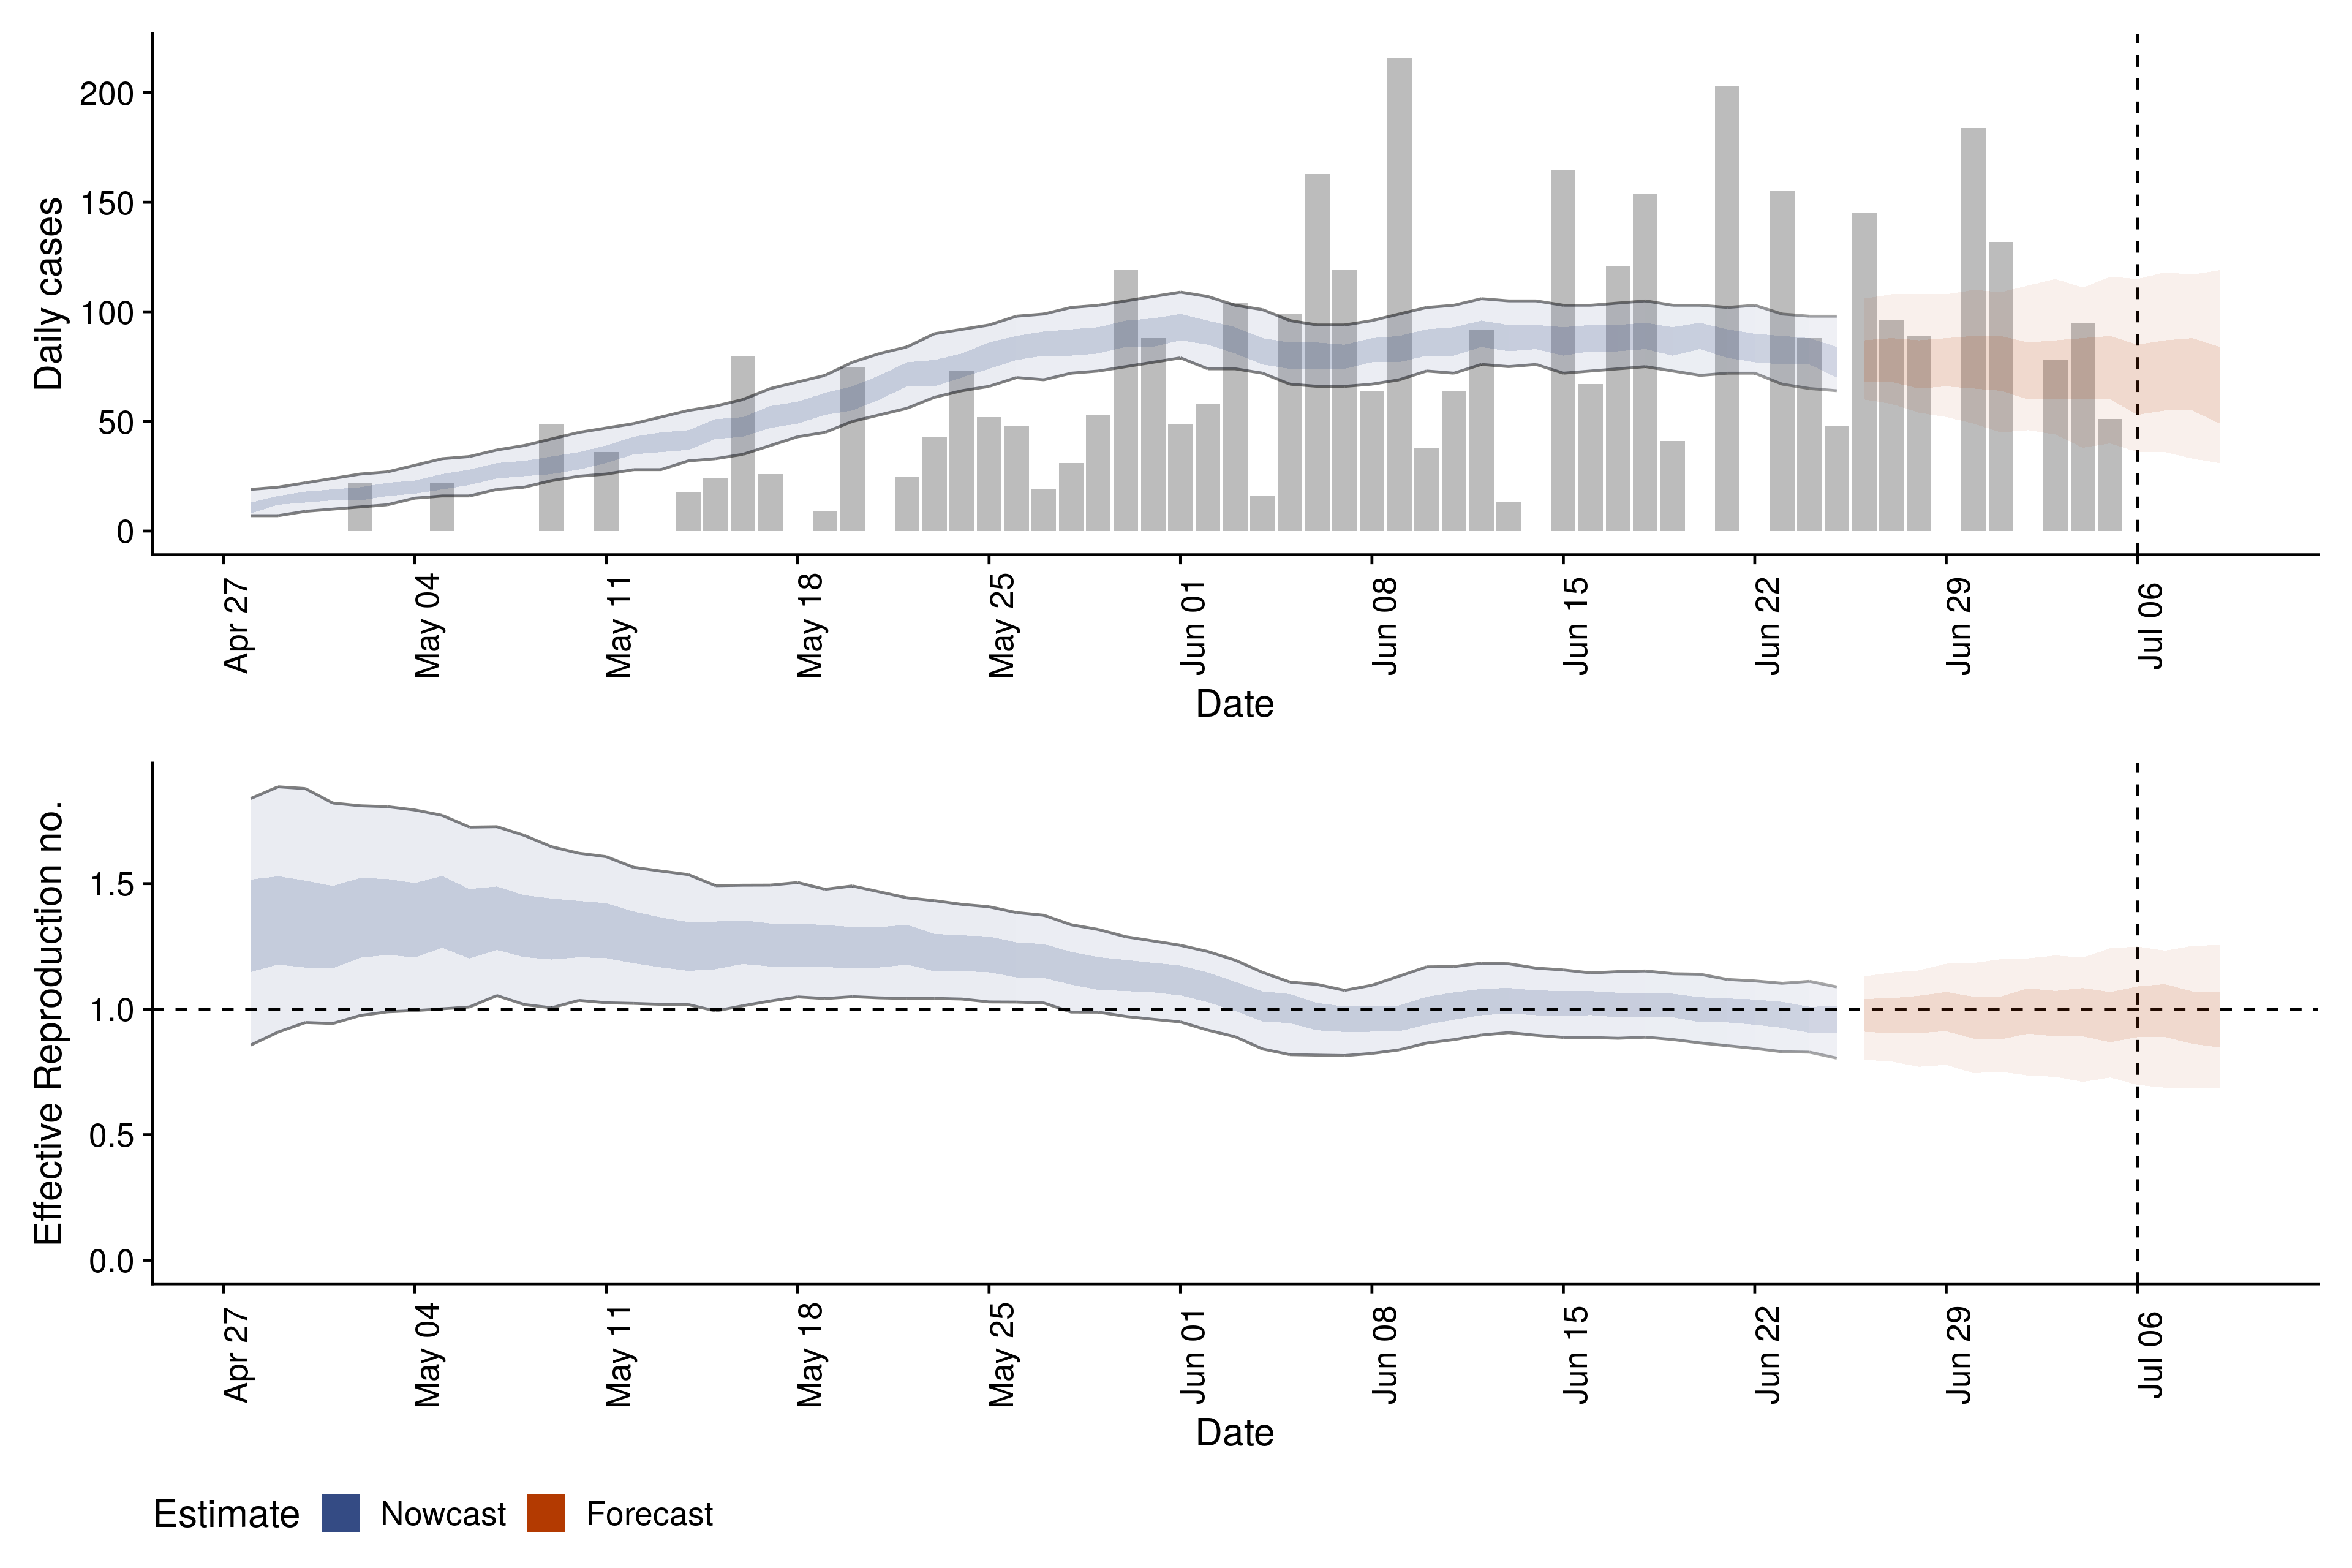 Daily cases
200
150
100
50
0
Apr 27
May 04
May 11
May 18
May 25
Jun 01
Jun 08
Jun 15
Jun 22
Jun 29
Jul 06
Date
Effective Reproduction no.
1.5
1.0
0.5
0.0
Apr 27
May 04
May 11
May 18
May 25
Jun 01
Jun 08
Jun 15
Jun 22
Jun 29
Jul 06
Date
Estimate Nowcast Forecast